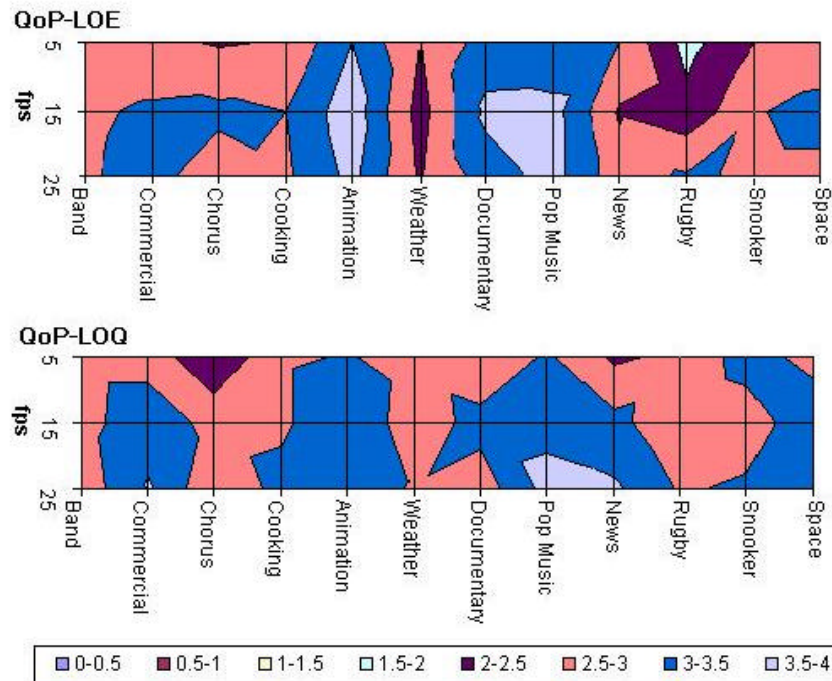 QoP-LOE
fps
5
15
25
Band
Commercial
Chorus
Cooking
Animation
Weather
Documentary
Pop Music
News
Rugby
Snooker
Space
QoP-LOQ
fps
5
15
25
Band
Commercial
Chorus
Cooking
Animation
Weather
Documentary
Pop Music
News
Rugby
Snooker
Space
0-0.5 0.5-1 1-1.5 1.5-2 2-2.5 2.5-3 3-3.5 3.5-4